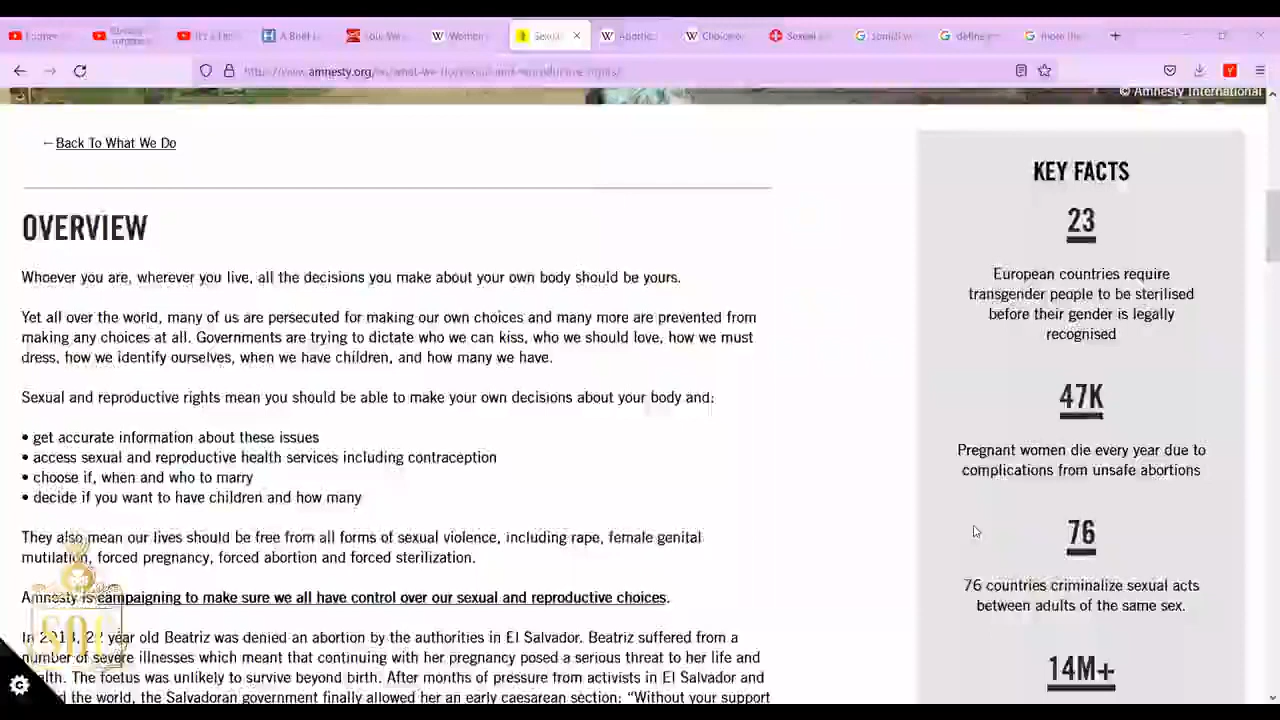 A Brief
Women
Sexual
define
more the
amnesty.org
© Amnesty International
←Back To What We Do
OVERVIEW
Whoever you are, wherever you live, all the decisions you make about your own body should be yours.
Yet all over the world, many of us are persecuted for making our own choices and many more are prevented from
making any choices at all. Governments are trying to dictate who we can kiss, who we should love, how we must
dress, how we identify ourselves, when we have children, and how many we have.
Sexual and reproductive rights mean you should be able to make your own decisions about your body and:
• get accurate information about these issues
• access sexual and reproductive health services including contraception
• choose if, when and who to marry
• decide if you want to have children and how many
They also mean our lives should be free from all forms of sexual violence, including rape, female genital
mutilation, forced pregnancy, forced abortion and forced sterilization.
Amnesty is campaigning to make sure we all have control over our sexual and reproductive choices.
In year old Beatriz was denied an abortion by the authorities in El Salvador. Beatriz suffered from a
number of severe illnesses which meant that continuing with her pregnancy posed a serious threat to her life and
The foetus was unlikely to survive beyond birth. After months of pressure from activists in El Salvador and
the world, the Salvadoran government finally allowed her an early caesarean section: “Without your support
KEY FACTS
23
European countries require
transgender people to be sterilised
before their gender is legally
recognised
47K
Pregnant women die every year due to
complications from unsafe abortions
76
76 countries criminalize sexual acts
between adults of the same sex.
14M+